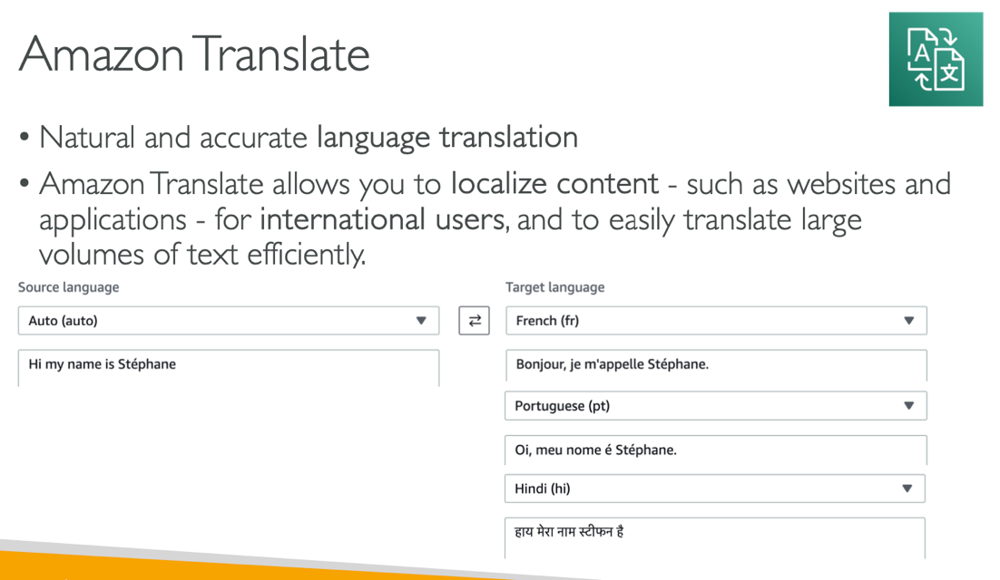 Amazon Translate
A
文
• Natural and accurate language translation
• Amazon Translate allows you to localize content - such as websites and
applications - for international users, and to easily translate large
volumes of text efficiently.
Source language
Auto (auto)
Hi my name is Stéphane
Target language
French (fr)
Bonjour, je m'appelle Stéphane.
Portuguese (pt)
Oi, meu nome é Stéphane.
Hindi (hi)
हाय मेरा नाम स्टीफन है